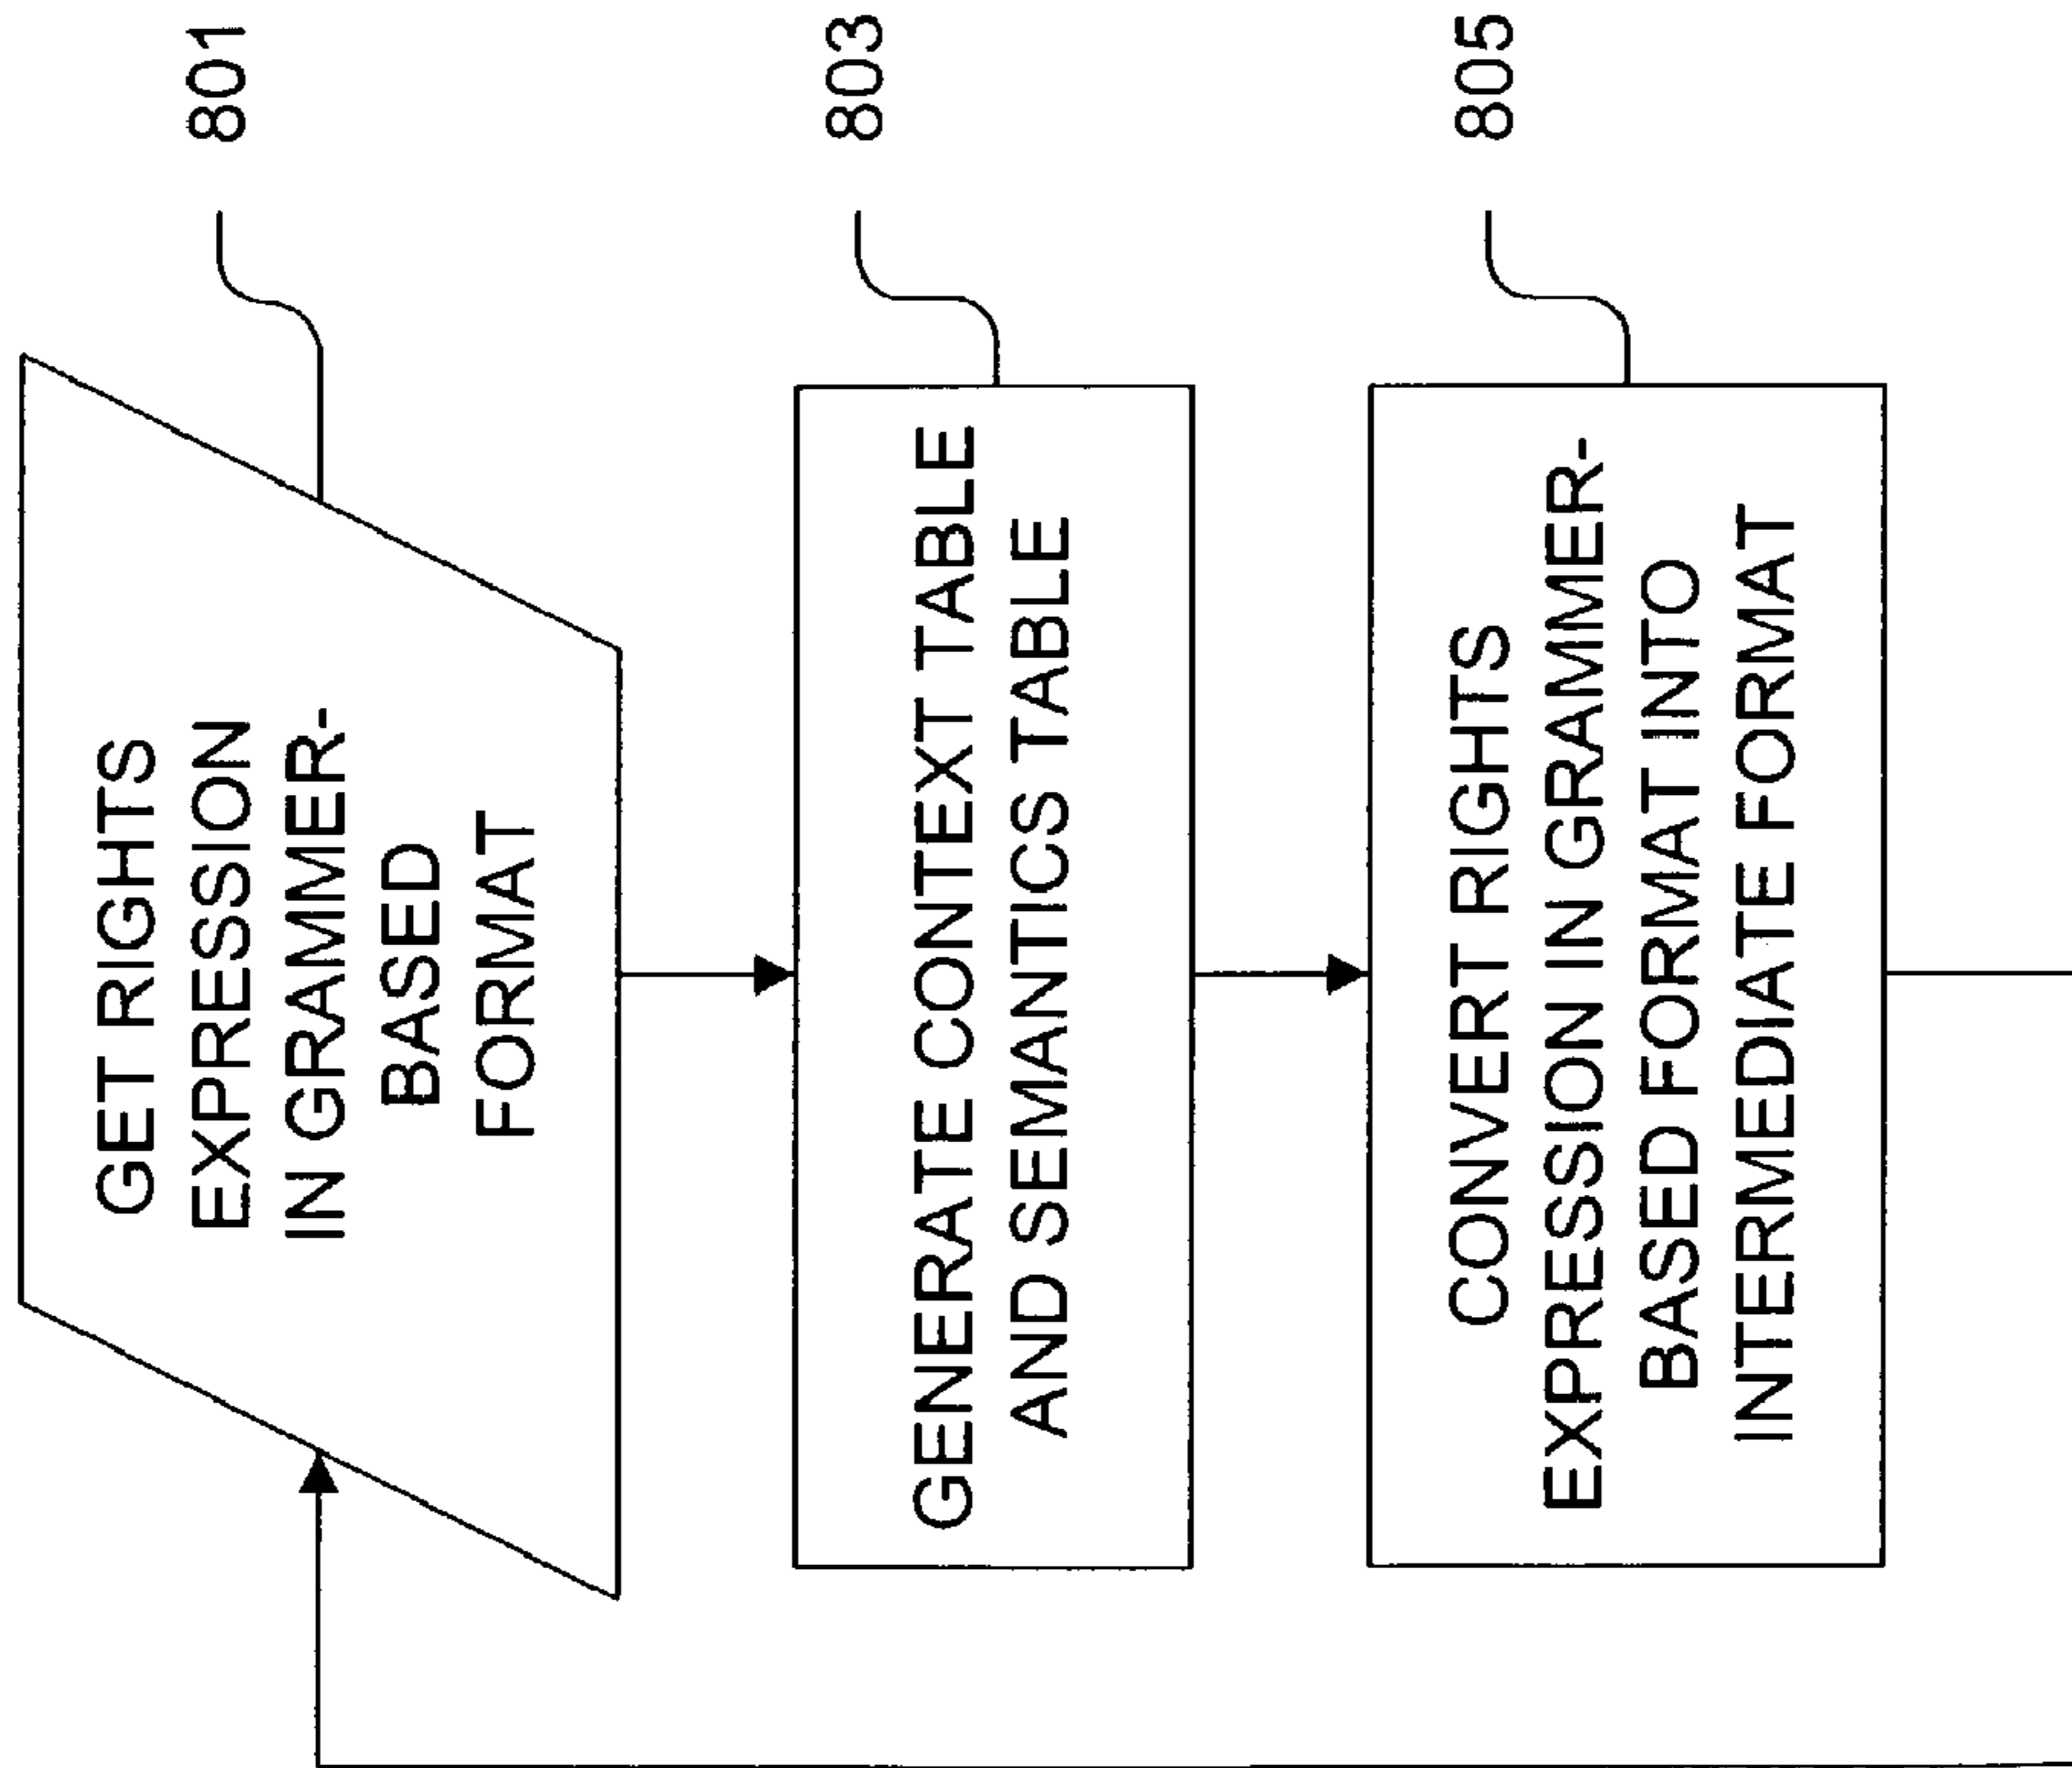 GET RIGHTS
EXPRESSION
IN GRAMMER-
BASED
FORMAT
801
GENERATE CONTEXT TABLE
AND SEMANTICS TABLE
803
CONVERT RIGHTS
EXPRESSION IN GRAMMER-
BASED FORMAT INTO
INTERMEDIATE FORMAT
805